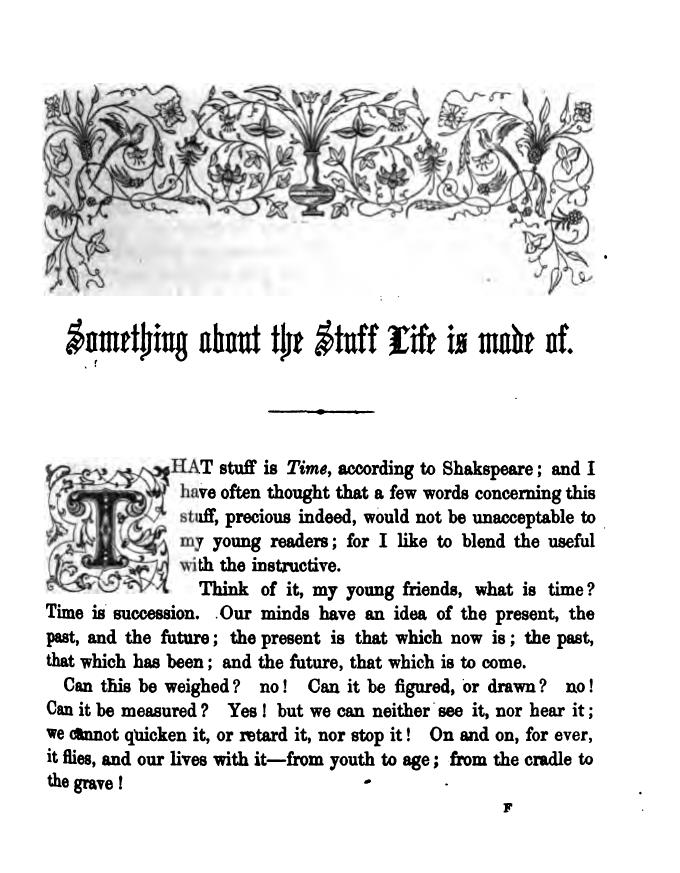 Something about the Stuff Life is made of.
THAT stuff is Time, according to Shakspeare; and I
have often thought that a few words concerning this
stuff, precious indeed, would not be unacceptable to
my young readers; for I like to blend the useful
with the instructive.
Think of it, my young friends, what is time?
Time is succession. Our minds have an idea of the present, the
past, and the future; the present is that which now is; the past,
that which has been; and the future, that which is to come.
Can this be weighed? no! Can it be figured, or drawn? no!
Can it be measured? Yes! but we can neither see it, nor hear it;
we cannot quicken it, or retard it, nor stop it! On and on, for ever,
it flies, and our lives with it—from youth to age; from the cradle to
the grave!
F